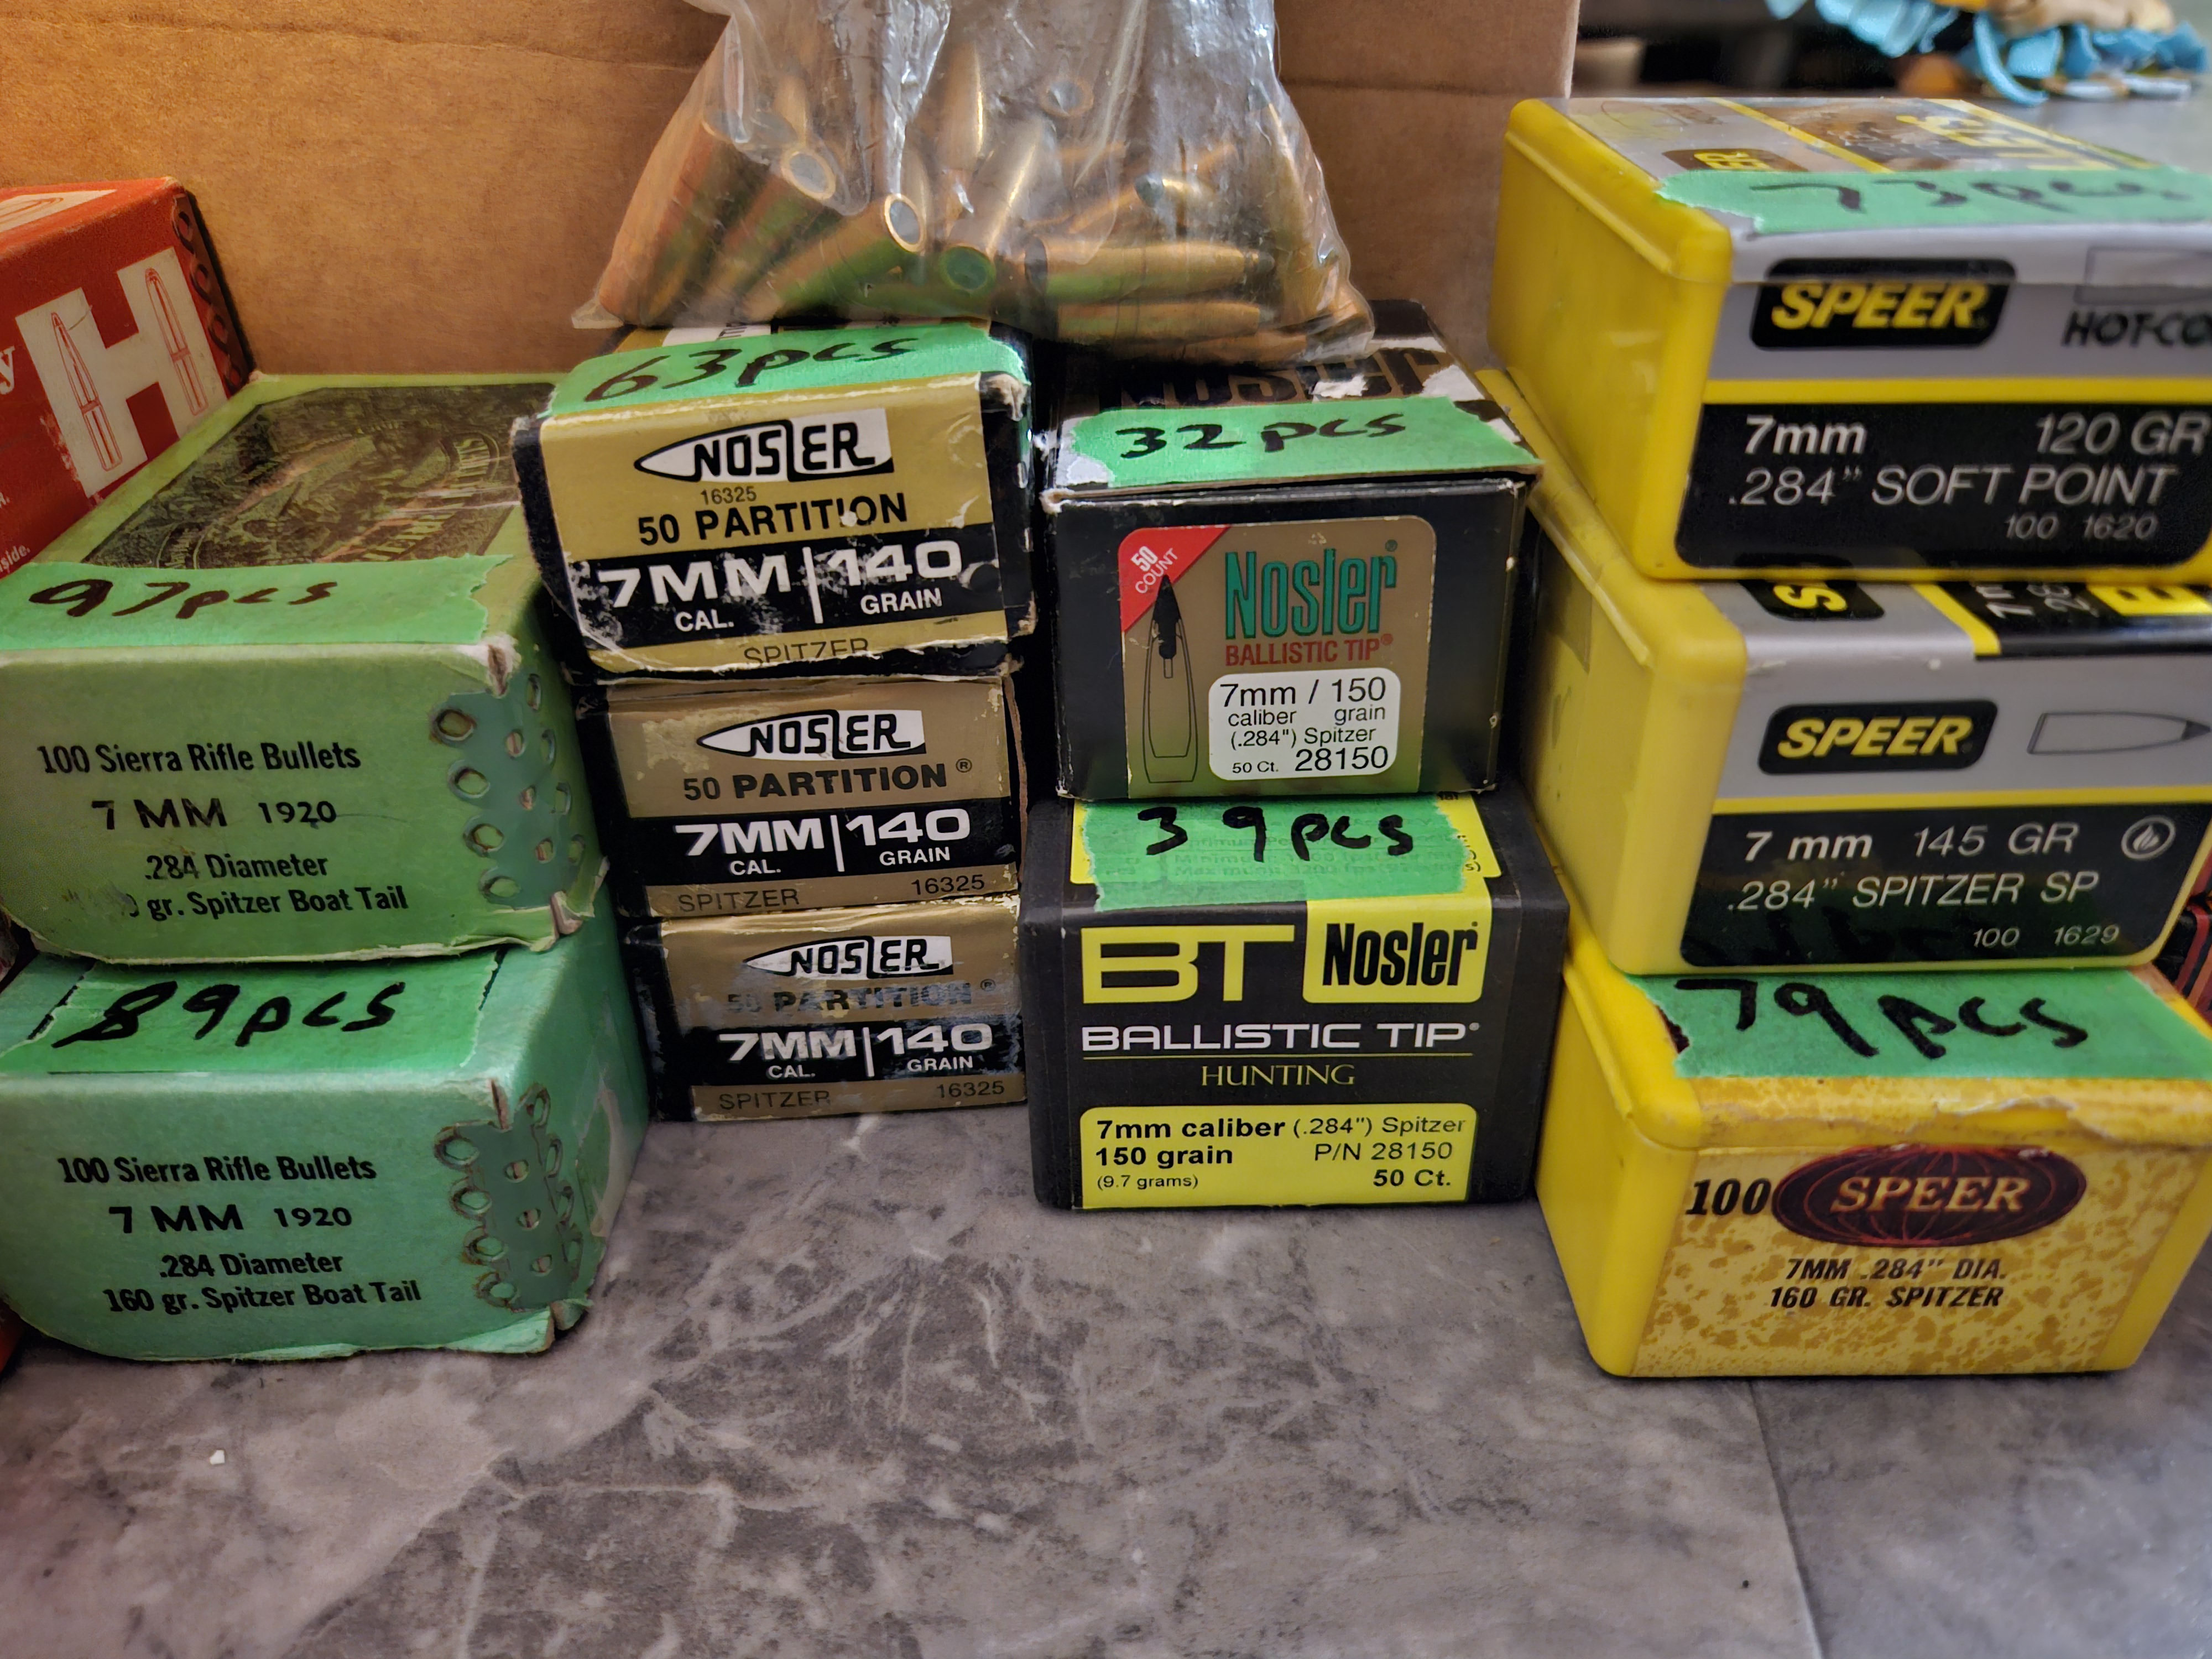 H
97pcs
100 Sierra Rifle Bullets
7 MM 1920
.284 Diameter
gr. Spitzer Boat Tail
89pcs
100 Sierra Rifle Bullets
7 MM 1920
.284 Diameter
160 gr. Spitzer Boat Tail
63pcs
NOSLER
16325
50 PARTITION
7MM | 140
CAL. GRAIN
SPITZER
NOSLER
50 PARTITION®
7MM | 140
CAL. GRAIN
SPITZER 16325
NOSLER
50 PARTITION®
7MM | 140
CAL. GRAIN
SPITZER 16325
Nosler
32pcs
50 COUNT
Nosler®
BALLISTIC TIP®
7mm / 150
caliber grain
(.284") Spitzer
50 Ct. 28150
39pcs
BT Nosler
BALLISTIC TIP®
HUNTING
7mm caliber (.284") Spitzer
150 grain P/N 28150
(9.7 grams) 50 Ct.
73pcs
SPEER
7mm 120 GR
.284" SOFT POINT
100 1620
SPEER
7 mm 145 GR
.284" SPITZER SP
100 1629
79pcs
100 SPEER
7MM .284" DIA.
160 GR. SPITZER